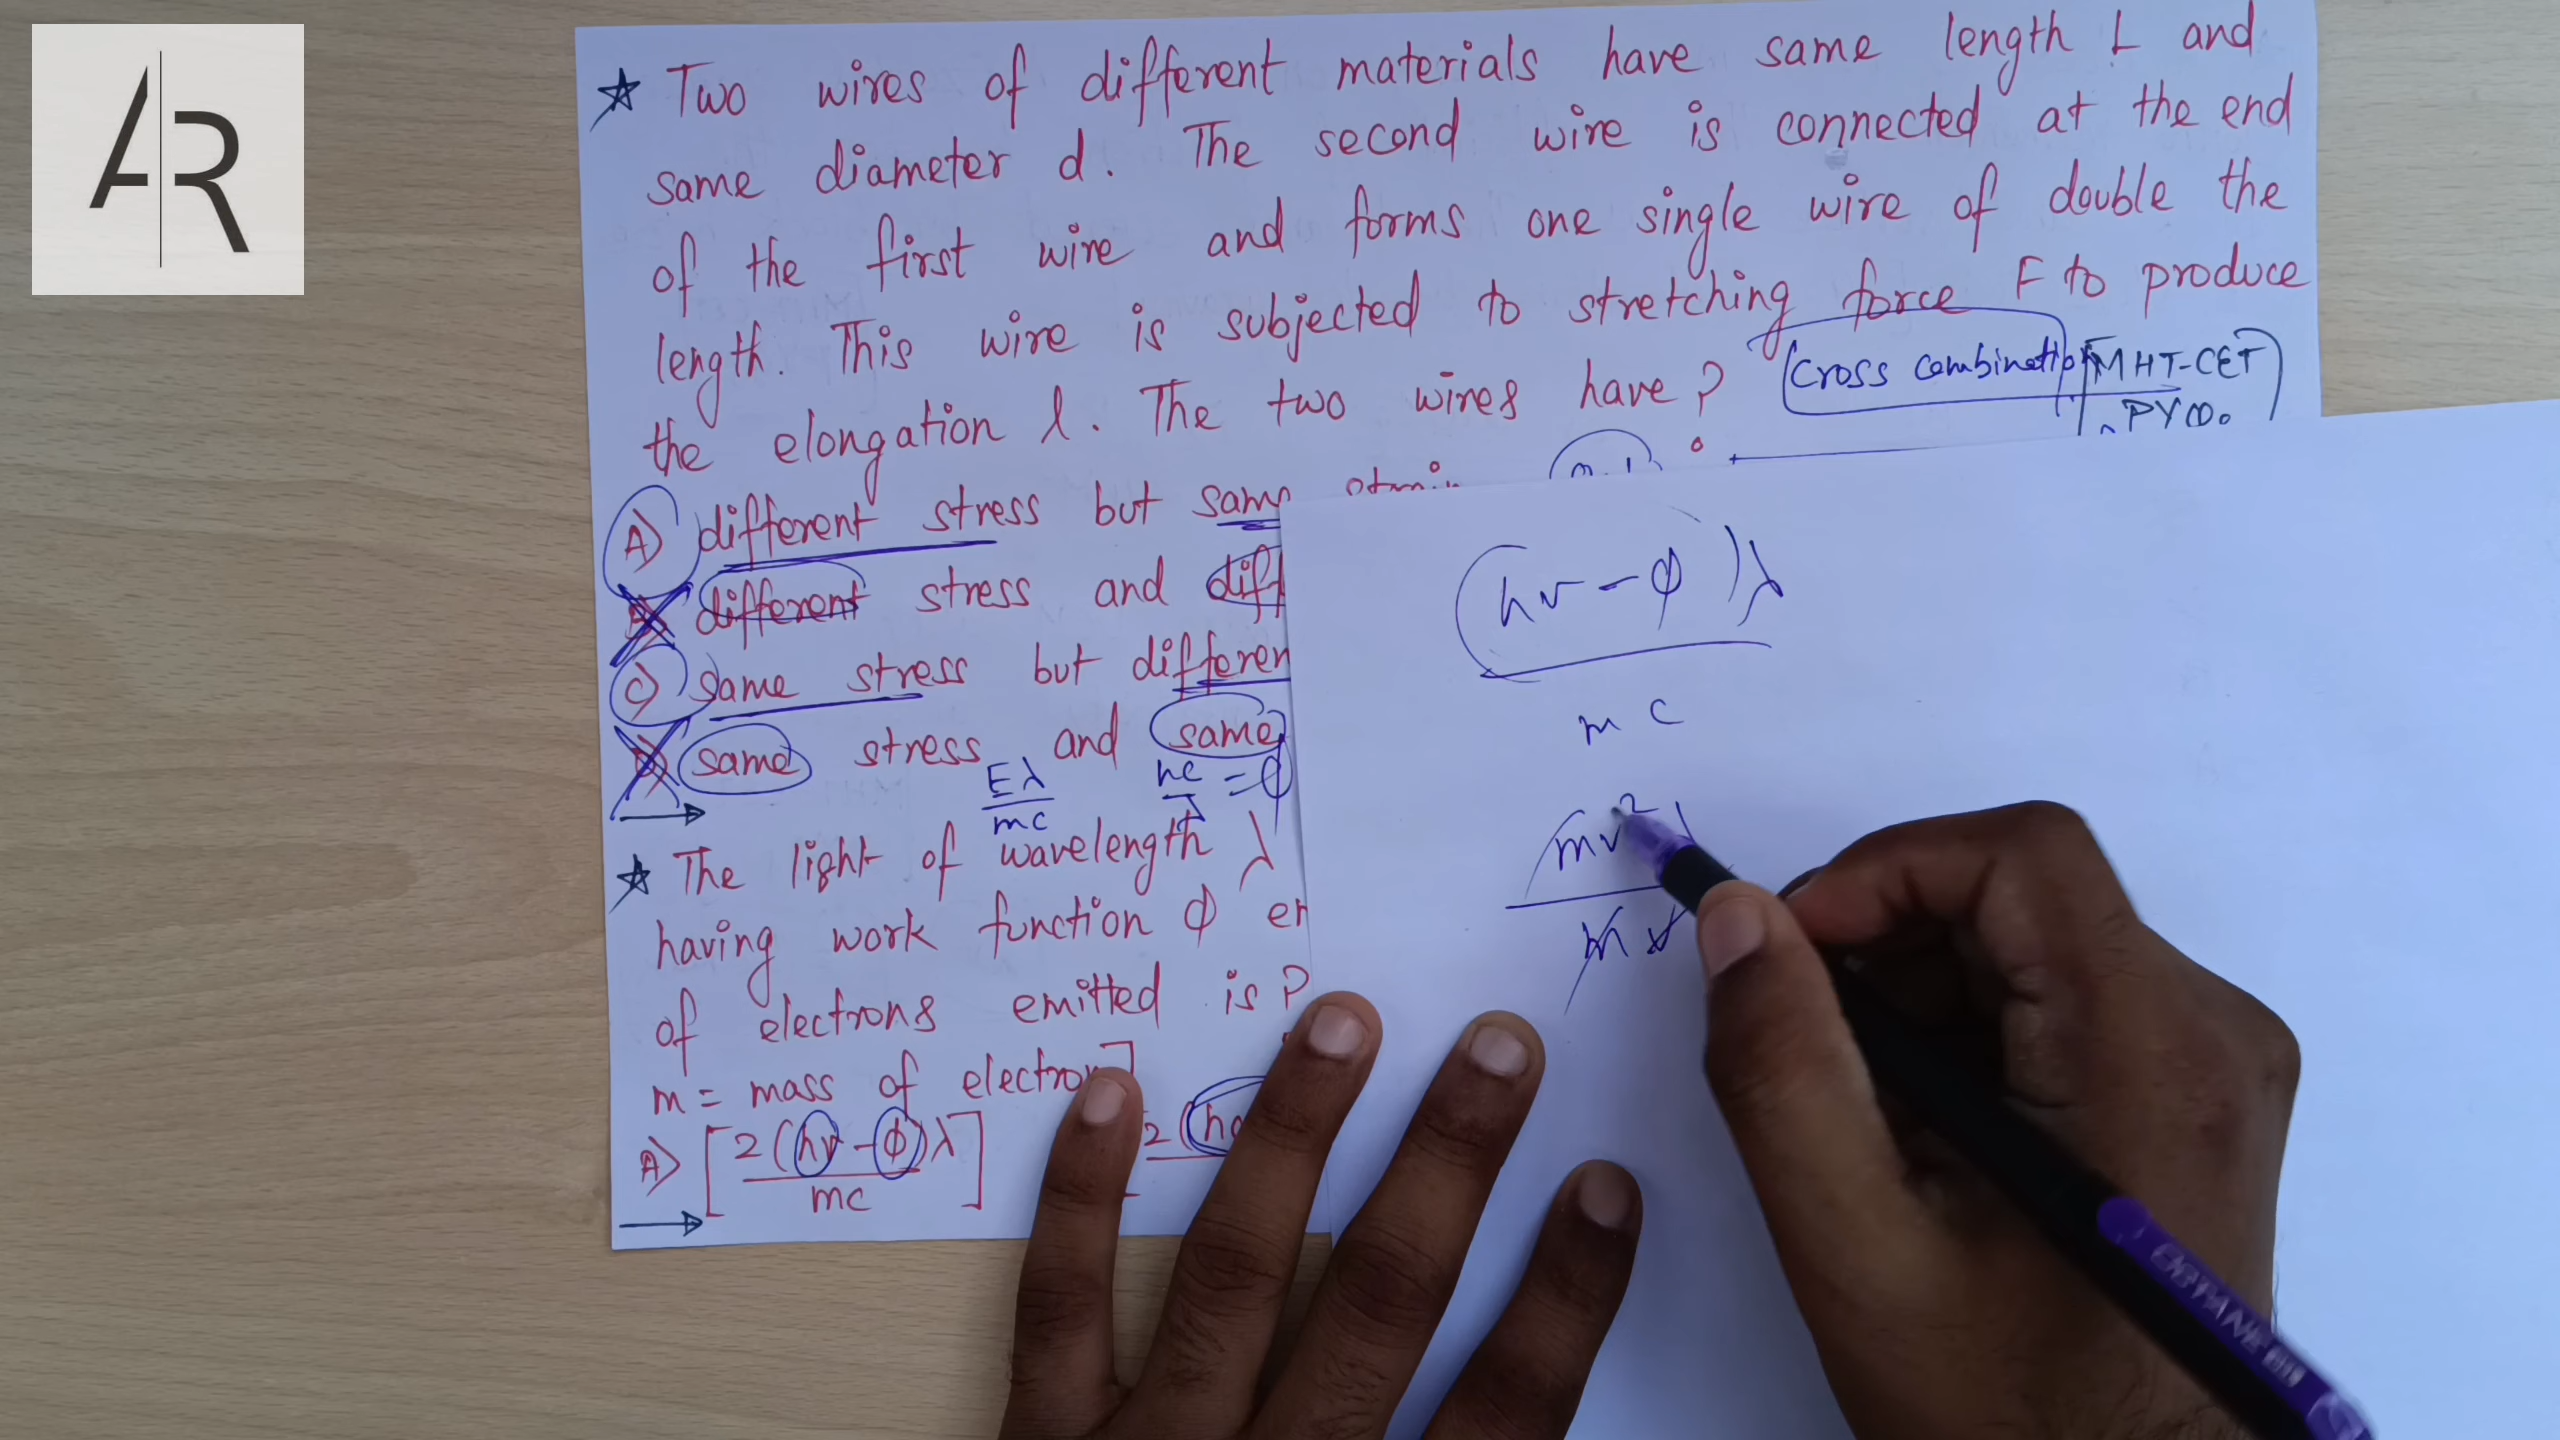 AR
☆ Two wires of different materials have same length L and
same diameter d. The second wire is connected at the end
of the first wire and forms one single wire of double the
length. This wire is subjected to stretching force F to produce
the elongation l. The two wires have?
(Cross combination
MHT-CET
PYQ.
A) different stress but same
different stress and diff
C) same stress but differen
same stress and same
Eλ/mc
hc/λ = φ
☆ The light of wavelength λ
having work function φ
of electrons emitted is P
m = mass of electron]
A) [2(hν - φ)λ / mc]
2(hc
(hν - φ)λ
m c
mv²λ
m v